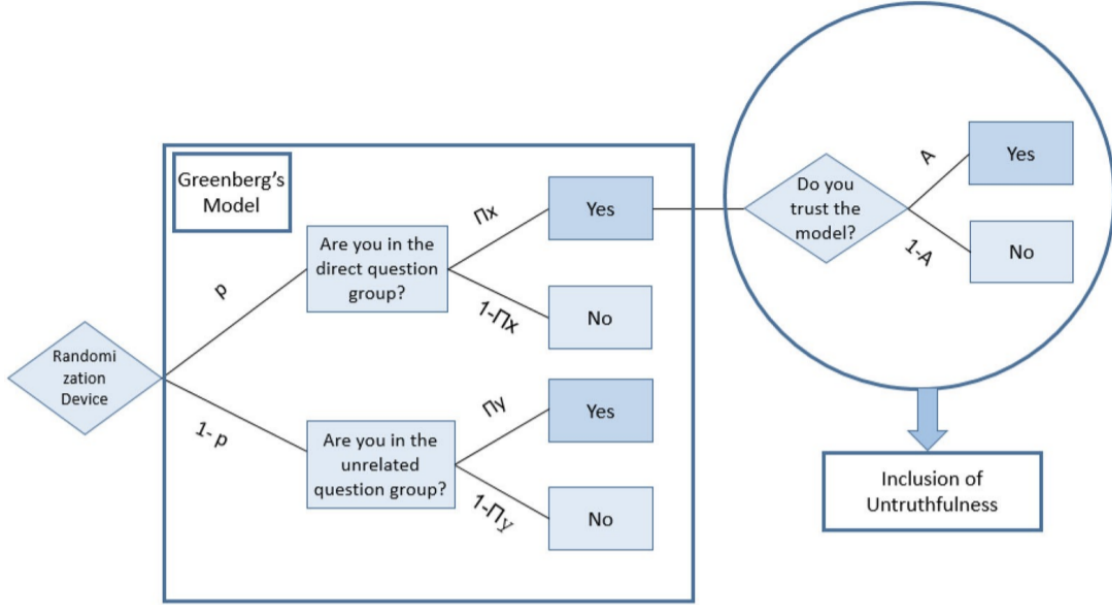 Randomi
zation
Device
p
1- p
Greenberg's
Model
Are you in the
direct question
group?
Πx
1-Πx
Yes
No
Are you in the
unrelated
question group?
Πy
1-Πy
Yes
No
Do you
trust the
model?
A
1-A
Yes
No
Inclusion of
Untruthfulness